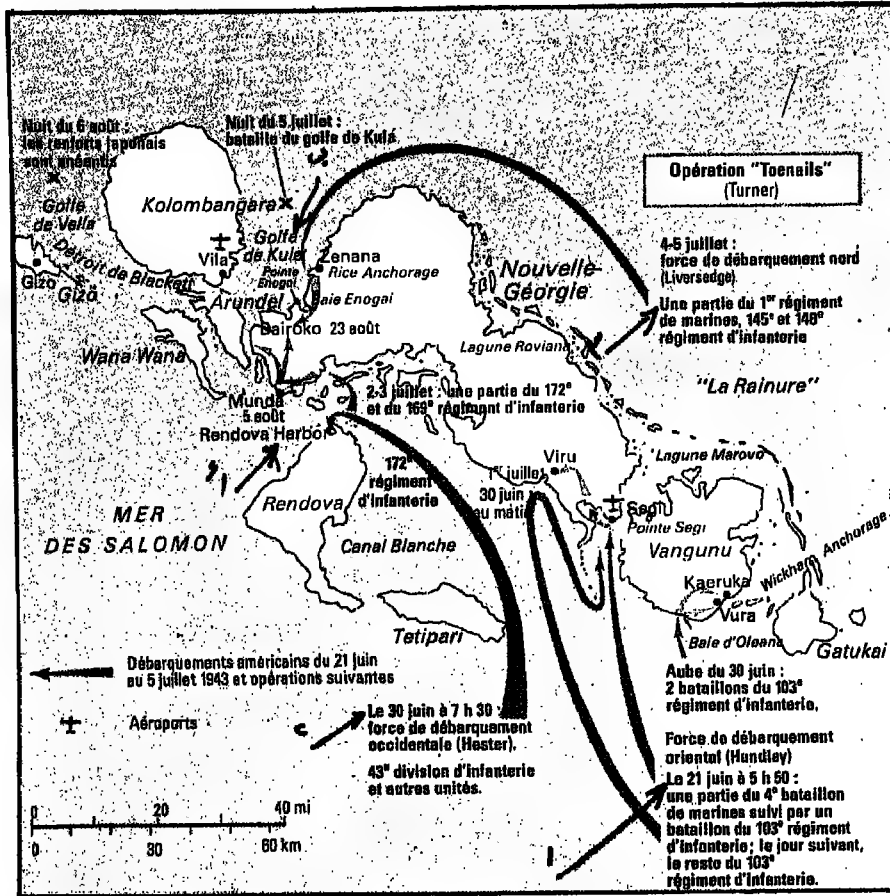 Nuit du 6 août :
les renforts japonais
sont anéantis
Nuit du 5 juillet :
bataille du golfe de Kula
Opération "Toenails"
(Turner)
Kolombangara
Golfe
de Vella
Golfe
de Kula
Zenana
Pointe
Enogai
Rice Anchorage
Vila
Détroit de Blackett
Gizo
Gizo
Arundel
Baie Enogai
Nouvelle-
Géorgie
4-5 juillet :
force de débarquement nord
(Liversedge).
Une partie du 1er régiment
de marines, 145e et 148e
régiment d'infanterie
Bairoko 23 août
Wana Wana
Lagune Roviana
"La Rainure"
Munda
5 août
2-3 juillet : une partie du 172e
et du 169e régiment d'infanterie
Rendova Harbor
Viru
Lagune Marovo
172e
régiment
d'infanterie
1er juillet
30 juin
au matin
Segi
Pointe Segi
Rendova
MER
DES SALOMON
Canal Blanche
Vangunu
Wickham Anchorage
Kaeruka
Vura
Tetipari
Baie d'Oleana
Gatukai
Débarquements américains du 21 juin
au 5 juillet 1943 et opérations suivantes
Aéroports
Le 30 juin à 7 h 30 :
force de débarquement
occidentale (Hester).
43e division d'infanterie
et autres unités.
Aube du 30 juin :
2 bataillons du 103e
régiment d'infanterie.
Force de débarquement
oriental (Hundley)
Le 21 juin à 5 h 50 :
une partie du 4e bataillon
de marines suivi par un
bataillon du 103e régiment
d'infanterie; le jour suivant,
le reste du 103e
régiment d'infanterie.
0 20 40 mi
0 30 60 km